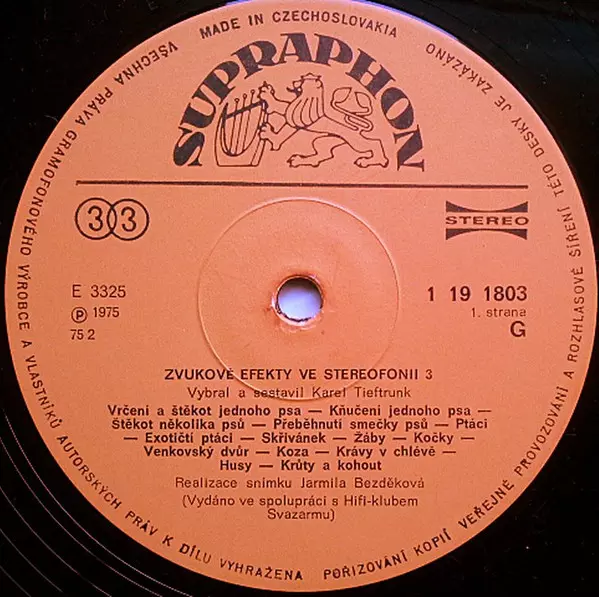 MADE IN CZECHOSLOVAKIA
VŠECHNA PRÁVA GRAMOFONOVÉHO VÝROBCE A VLASTNÍKŮ AUTORSKÝCH PRÁV K DÍLU VYHRAŽENA
POŘIZOVÁNÍ KOPIÍ VEŘEJNÉ PROVOZOVÁNÍ A ROZHLASOVÉ SÍŘENÍ TÉTO DESKY JE ZAKÁZÁNO
SUPRAPHON
33
STEREO
E 3325
℗ 1975
75 2
1 19 1803
1. strana
G
ZVUKOVÉ EFEKTY VE STEREOFONII 3
Vybral a sestavil Karel Tieftrunk
Vrčení a štěkot jednoho psa — Kňučení jednoho psa —
Štěkot několika psů — Přeběhnutí smečky psů — Ptáci
— Exotičtí ptáci — Skřivánek — Žáby — Kočky —
Venkovský dvůr — Koza — Krávy v chlévě —
Husy — Krůty a kohout
Realizace snímku Jarmila Bezděková
(Vydáno ve spolupráci s Hifi-klubem
Svazarmu)